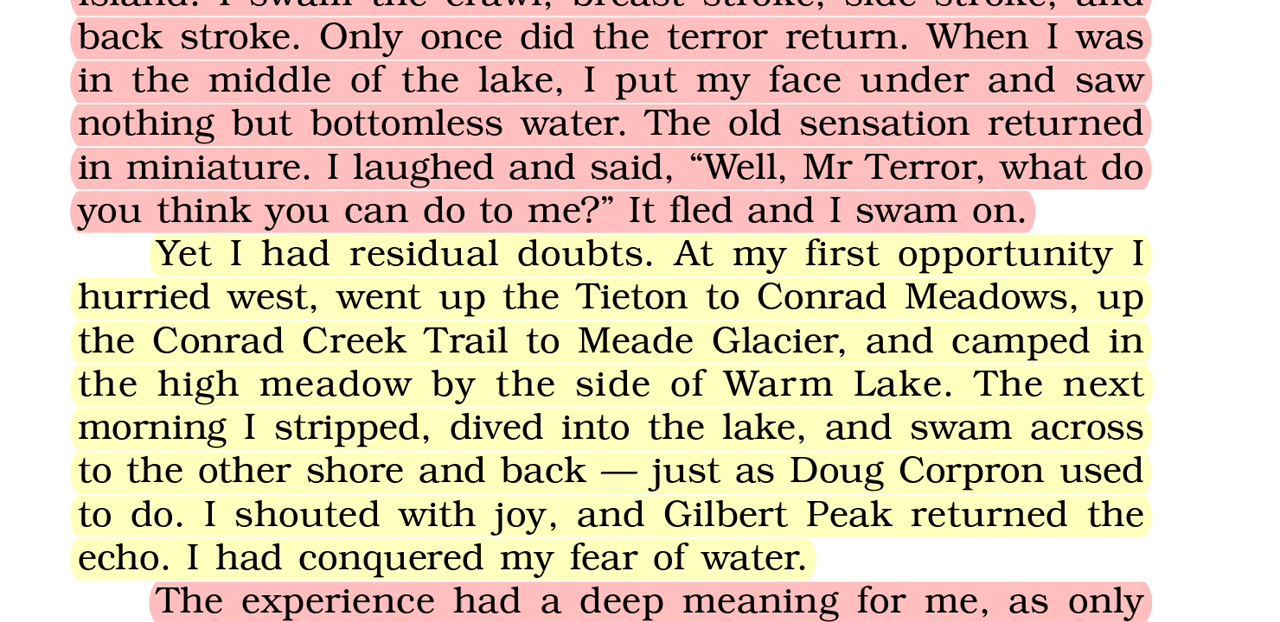 island. I swam the crawl, breast stroke, side stroke, and
back stroke. Only once did the terror return. When I was
in the middle of the lake, I put my face under and saw
nothing but bottomless water. The old sensation returned
in miniature. I laughed and said, “Well, Mr Terror, what do
you think you can do to me?” It fled and I swam on.
Yet I had residual doubts. At my first opportunity I
hurried west, went up the Tieton to Conrad Meadows, up
the Conrad Creek Trail to Meade Glacier, and camped in
the high meadow by the side of Warm Lake. The next
morning I stripped, dived into the lake, and swam across
to the other shore and back — just as Doug Corpron used
to do. I shouted with joy, and Gilbert Peak returned the
echo. I had conquered my fear of water.
The experience had a deep meaning for me, as only